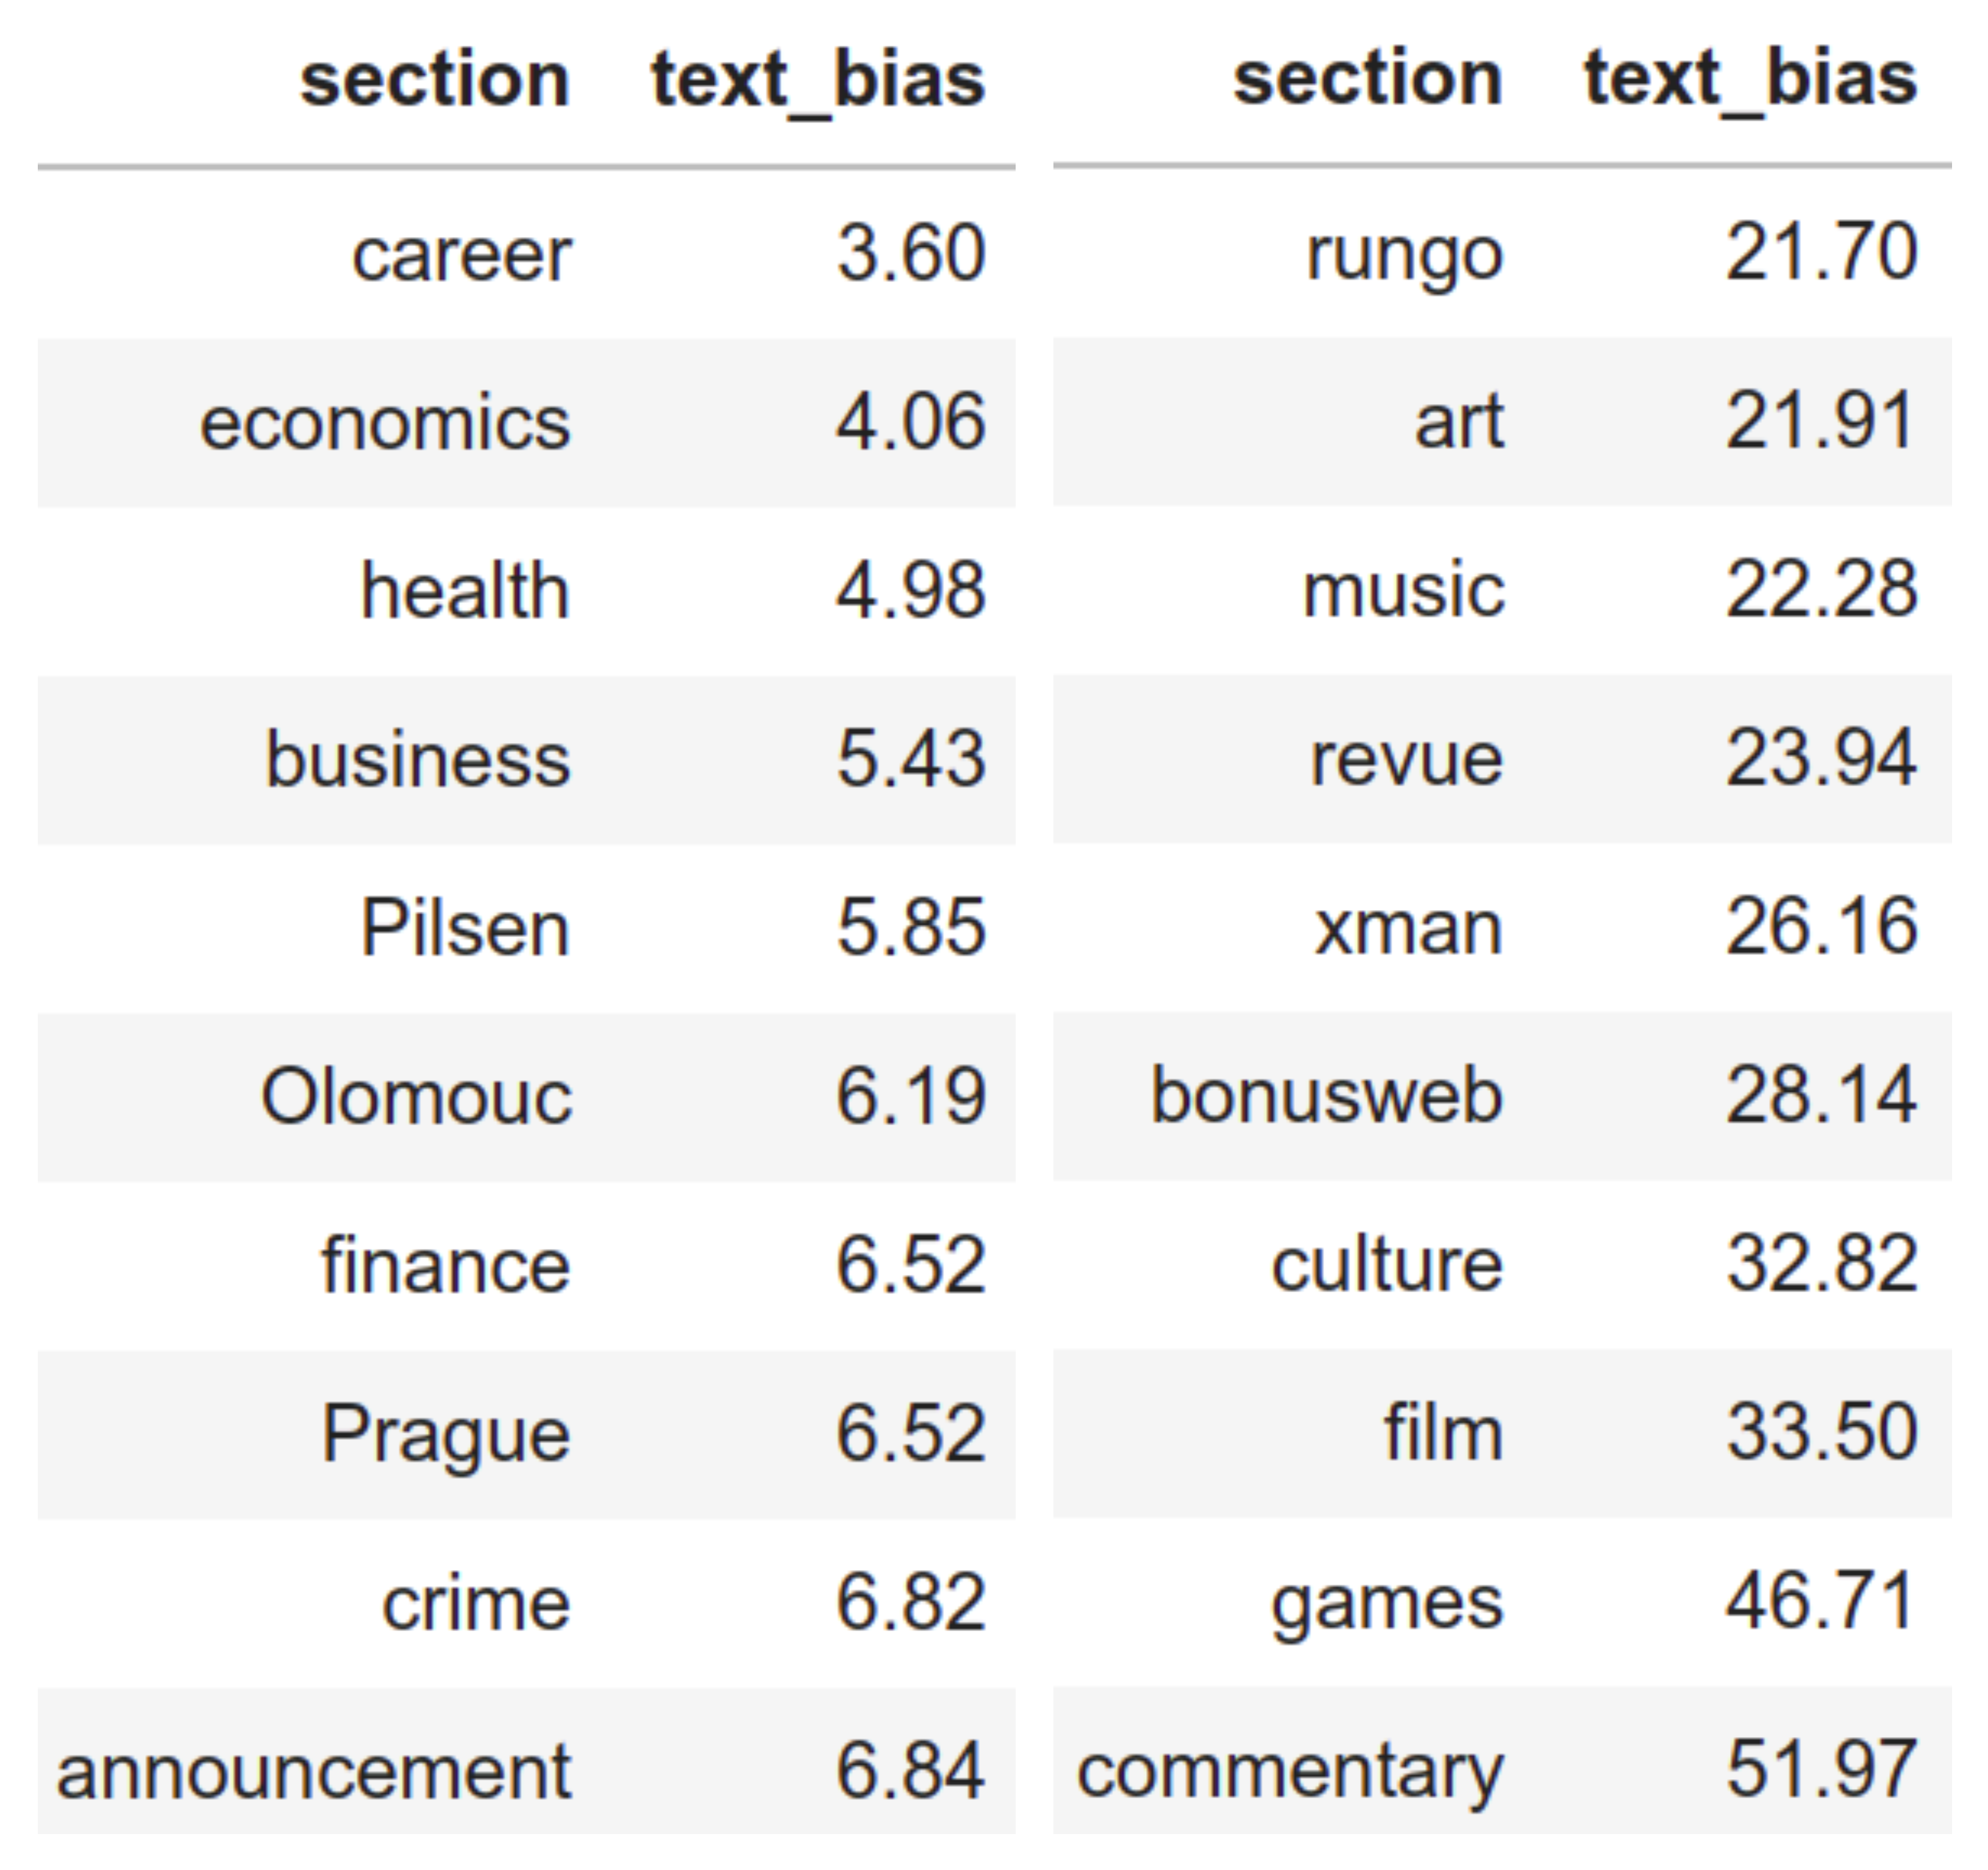 section text_bias
career 3.60
economics 4.06
health 4.98
business 5.43
Pilsen 5.85
Olomouc 6.19
finance 6.52
Prague 6.52
crime 6.82
announcement 6.84
section text_bias
rungo 21.70
art 21.91
music 22.28
revue 23.94
xman 26.16
bonusweb 28.14
culture 32.82
film 33.50
games 46.71
commentary 51.97